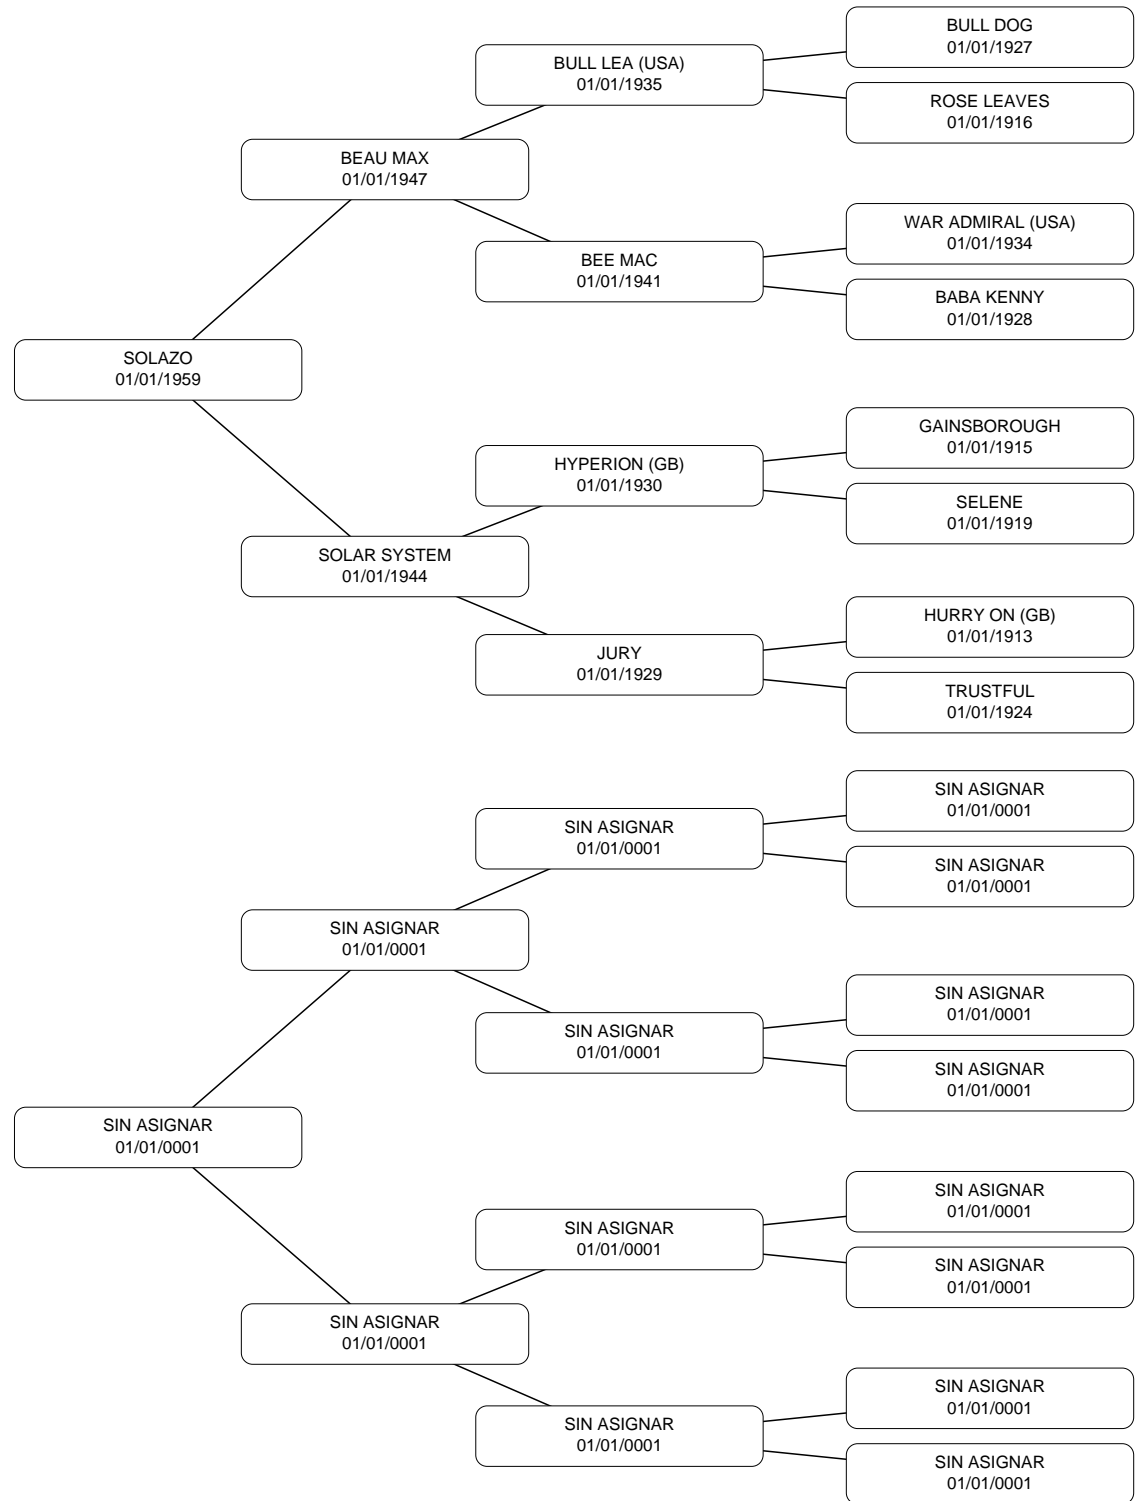 BULL DOG
01/01/1927
BULL LEA (USA)
01/01/1935
ROSE LEAVES
01/01/1916
BEAU MAX
01/01/1947
WAR ADMIRAL (USA)
01/01/1934
BEE MAC
01/01/1941
BABA KENNY
01/01/1928
SOLAZO
01/01/1959
GAINSBOROUGH
01/01/1915
HYPERION (GB)
01/01/1930
SELENE
01/01/1919
SOLAR SYSTEM
01/01/1944
HURRY ON (GB)
01/01/1913
JURY
01/01/1929
TRUSTFUL
01/01/1924
SIN ASIGNAR
01/01/0001
SIN ASIGNAR
01/01/0001
SIN ASIGNAR
01/01/0001
SIN ASIGNAR
01/01/0001
SIN ASIGNAR
01/01/0001
SIN ASIGNAR
01/01/0001
SIN ASIGNAR
01/01/0001
SIN ASIGNAR
01/01/0001
SIN ASIGNAR
01/01/0001
SIN ASIGNAR
01/01/0001
SIN ASIGNAR
01/01/0001
SIN ASIGNAR
01/01/0001
SIN ASIGNAR
01/01/0001
SIN ASIGNAR
01/01/0001
SIN ASIGNAR
01/01/0001